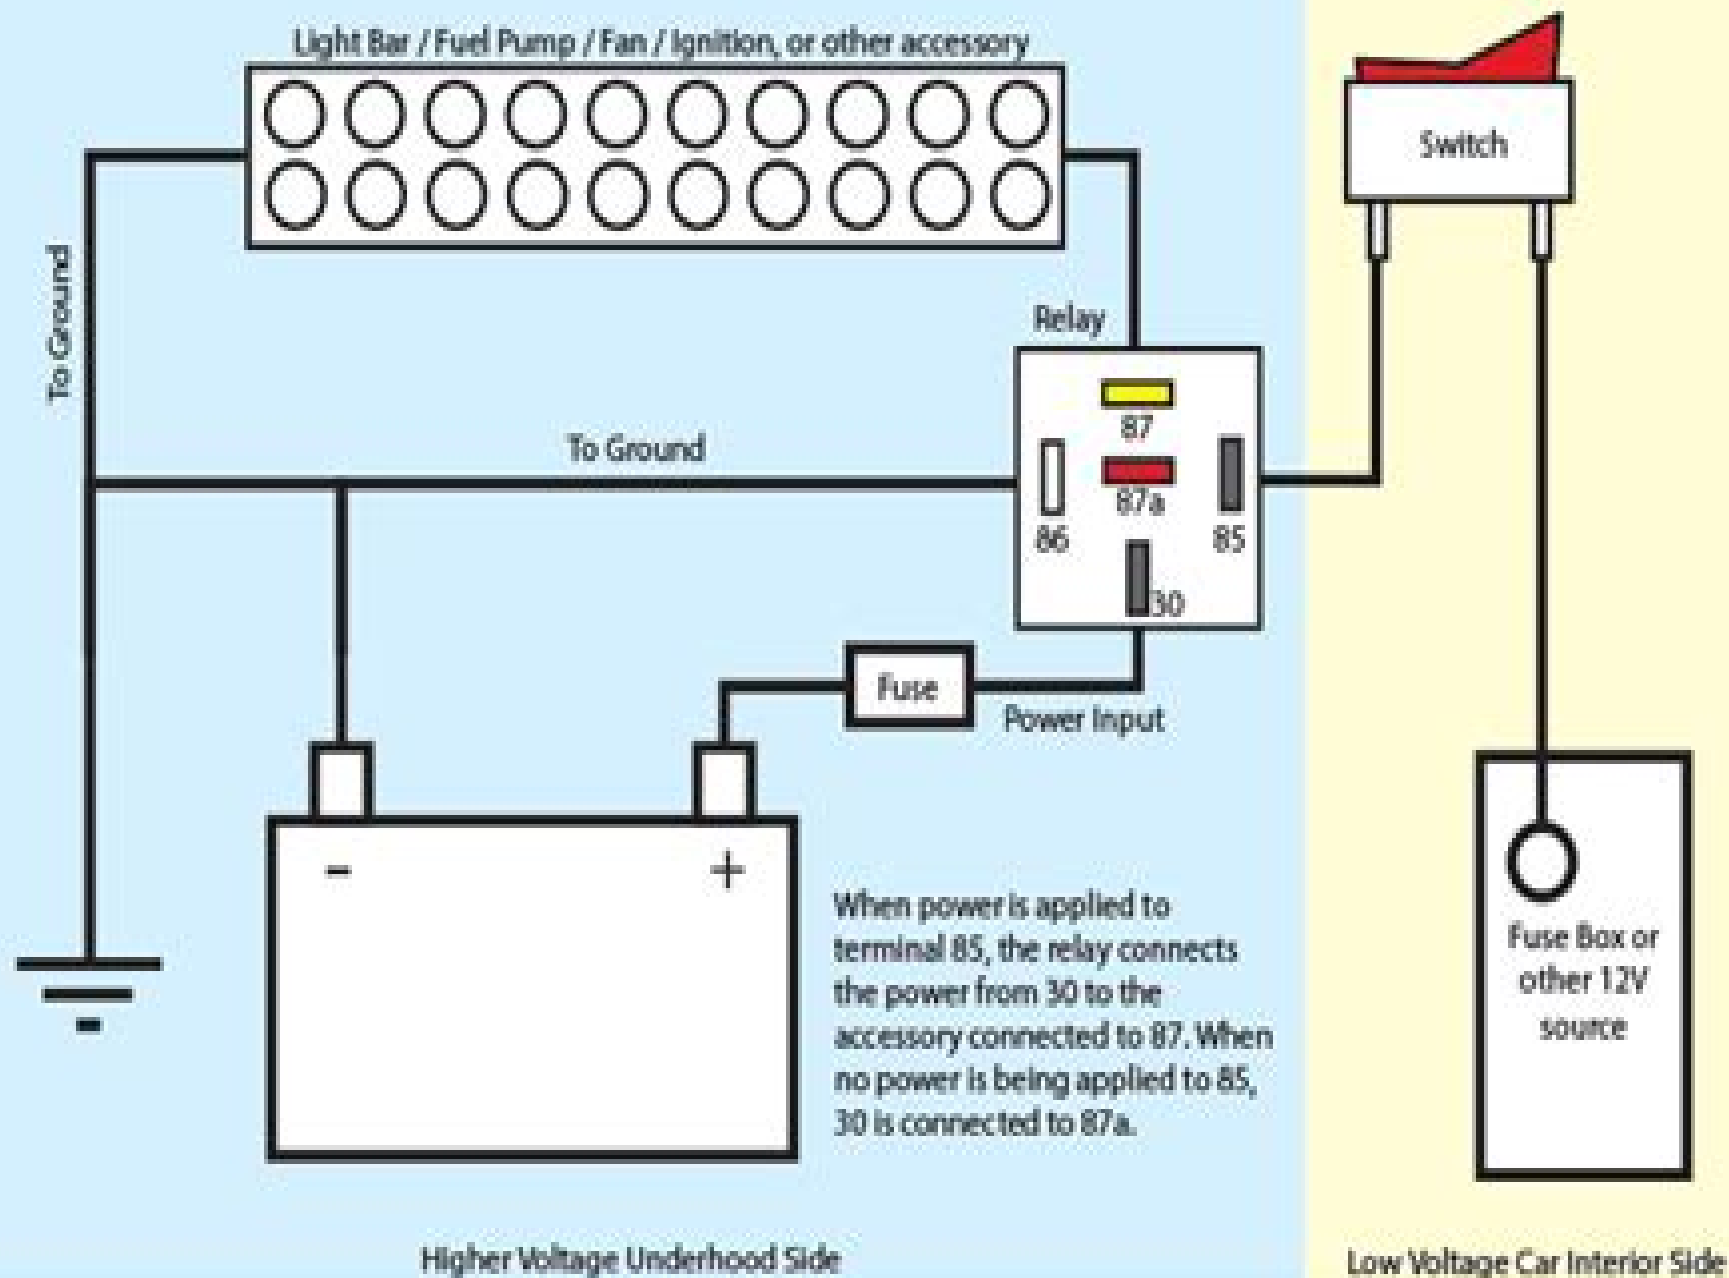 Light Bar / Fuel Pump / Fan / Ignition, or other accessory
Switch
To Ground
Relay
87
To Ground
87a
86
85
30
Fuse
Power Input
-
+
When power is applied to
terminal 85, the relay connects
the power from 30 to the
accessory connected to 87. When
no power is being applied to 85,
30 is connected to 87a.
Fuse Box or
other 12V
source
Higher Voltage Underhood Side
Low Voltage Car Interior Side